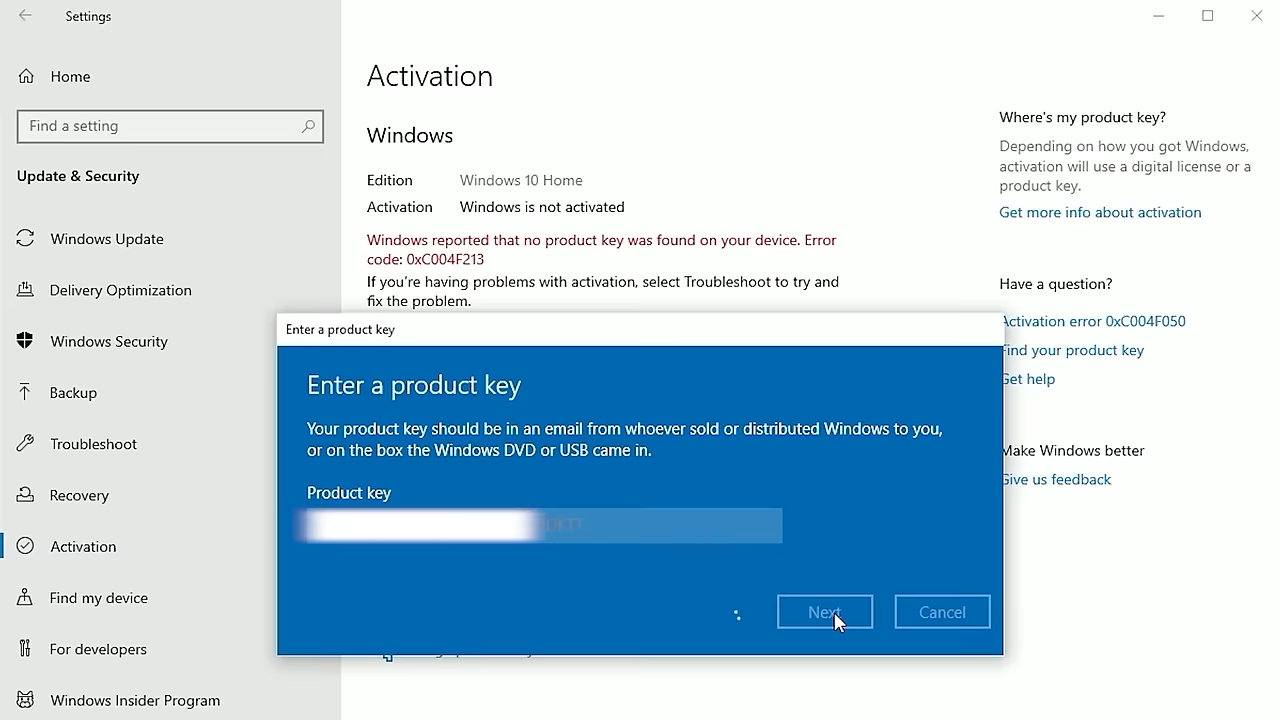 Settings
Home
Find a setting
Update & Security
Windows Update
Delivery Optimization
Windows Security
Backup
Troubleshoot
Recovery
Activation
Find my device
For developers
Windows Insider Program
Activation
Windows
Edition Windows 10 Home
Activation Windows is not activated
Windows reported that no product key was found on your device. Error
code: 0xC004F213
If you're having problems with activation, select Troubleshoot to try and
fix the problem.
Enter a product key
Enter a product key
Your product key should be in an email from whoever sold or distributed Windows to you,
or on the box the Windows DVD or USB came in.
Product key
Next
Cancel
Where's my product key?
Depending on how you got Windows,
activation will use a digital license or a
product key.
Get more info about activation
Have a question?
Activation error 0xC004F050
Find your product key
Get help
Make Windows better
Give us feedback